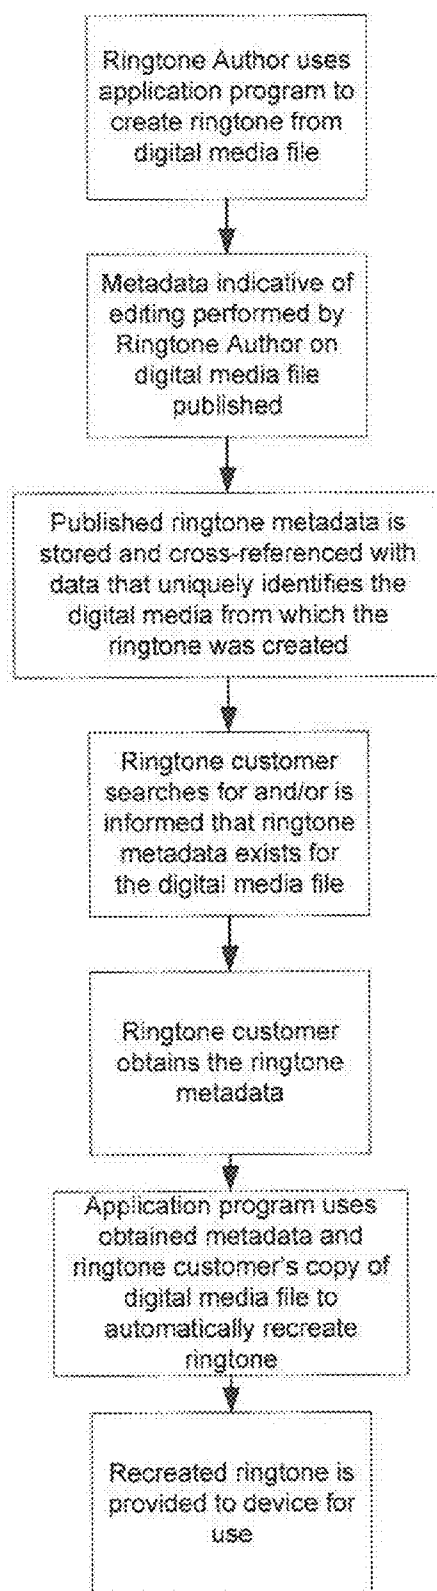 Ringtone Author uses
application program to
create ringtone from
digital media file
Metadata indicative of
editing performed by
Ringtone Author on
digital media file
published
Published ringtone metadata is
stored and cross-referenced with
data that uniquely identifies the
digital media from which the
ringtone was created
Ringtone customer
searches for and/or is
informed that ringtone
metadata exists for
the digital media file
Ringtone customer
obtains the ringtone
metadata
Application program uses
obtained metadata and
ringtone customer's copy of
digital media file to
automatically recreate
ringtone
Recreated ringtone is
provided to device for
use